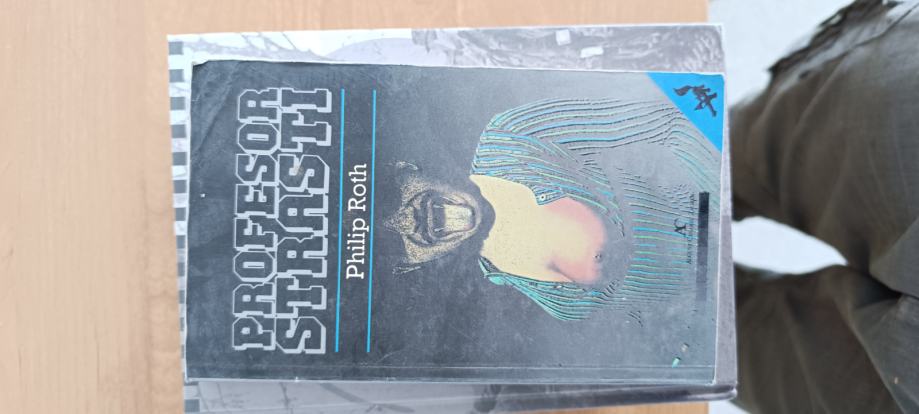 PROFESOR
STRASTI
Philip Roth